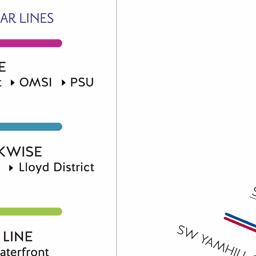 AR LINES
E
▸ OMSI ▸ PSU
KWISE
▸ Lloyd District
LINE
aterfront
SW YAMHILL